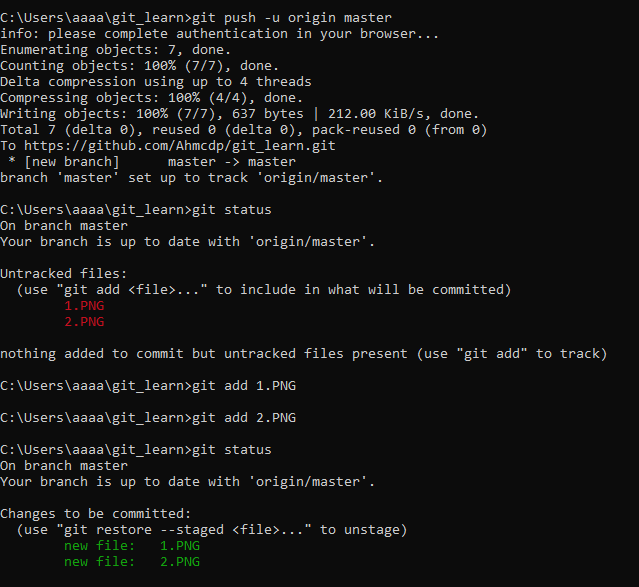 C:\Users\aaaa\git_learn>git push -u origin master
info: please complete authentication in your browser...
Enumerating objects: 7, done.
Counting objects: 100% (7/7), done.
Delta compression using up to 4 threads
Compressing objects: 100% (4/4), done.
Writing objects: 100% (7/7), 637 bytes | 212.00 KiB/s, done.
Total 7 (delta 0), reused 0 (delta 0), pack-reused 0 (from 0)
To https://github.com/Ahmcdp/git_learn.git
 * [new branch]      master -> master
branch 'master' set up to track 'origin/master'.

C:\Users\aaaa\git_learn>git status
On branch master
Your branch is up to date with 'origin/master'.

Untracked files:
  (use "git add <file>..." to include in what will be committed)
        1.PNG
        2.PNG

nothing added to commit but untracked files present (use "git add" to track)

C:\Users\aaaa\git_learn>git add 1.PNG

C:\Users\aaaa\git_learn>git add 2.PNG

C:\Users\aaaa\git_learn>git status
On branch master
Your branch is up to date with 'origin/master'.

Changes to be committed:
  (use "git restore --staged <file>..." to unstage)
        new file:   1.PNG
        new file:   2.PNG